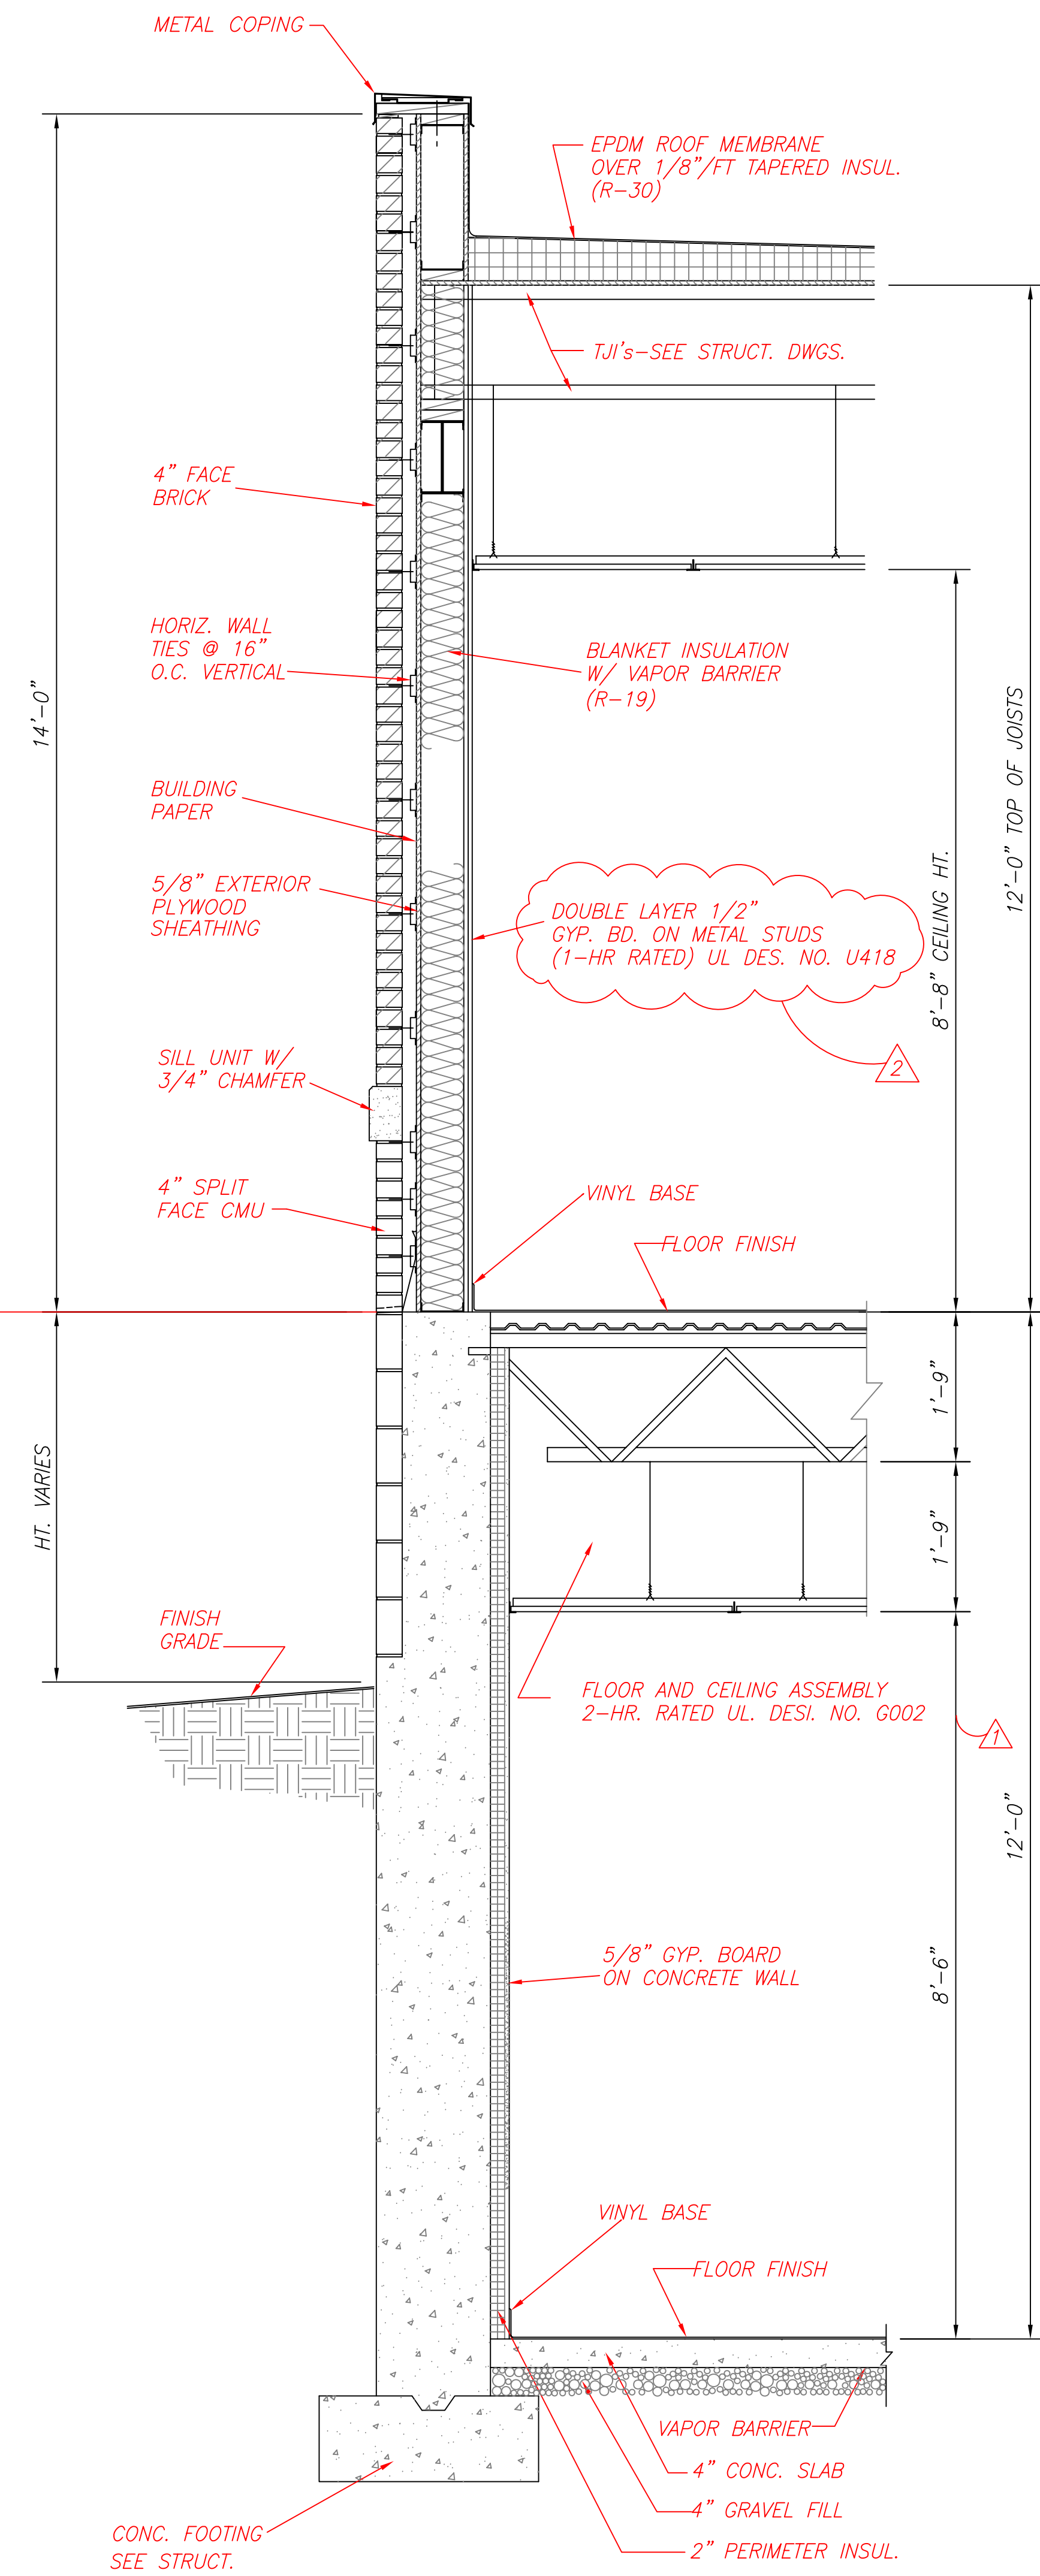 METAL COPING
EPDM ROOF MEMBRANE
OVER 1/8"/FT TAPERED INSUL.
(R-30)
TJI's-SEE STRUCT. DWGS.
4" FACE
BRICK
HORIZ. WALL
TIES @ 16"
O.C. VERTICAL
BLANKET INSULATION
W/ VAPOR BARRIER
(R-19)
14'-0"
12'-0" TOP OF JOISTS
BUILDING
PAPER
5/8" EXTERIOR
PLYWOOD
SHEATHING
DOUBLE LAYER 1/2"
GYP. BD. ON METAL STUDS
(1-HR RATED) UL DES. NO. U418
8'-8" CEILING HT.
2
SILL UNIT W/
3/4" CHAMFER
4" SPLIT
FACE CMU
VINYL BASE
FLOOR FINISH
1'-9"
HT. VARIES
1'-9"
FINISH
GRADE
FLOOR AND CEILING ASSEMBLY
2-HR. RATED UL. DESI. NO. G002
1
12'-0"
8'-6"
5/8" GYP. BOARD
ON CONCRETE WALL
VINYL BASE
FLOOR FINISH
VAPOR BARRIER
4" CONC. SLAB
4" GRAVEL FILL
2" PERIMETER INSUL.
CONC. FOOTING
SEE STRUCT.